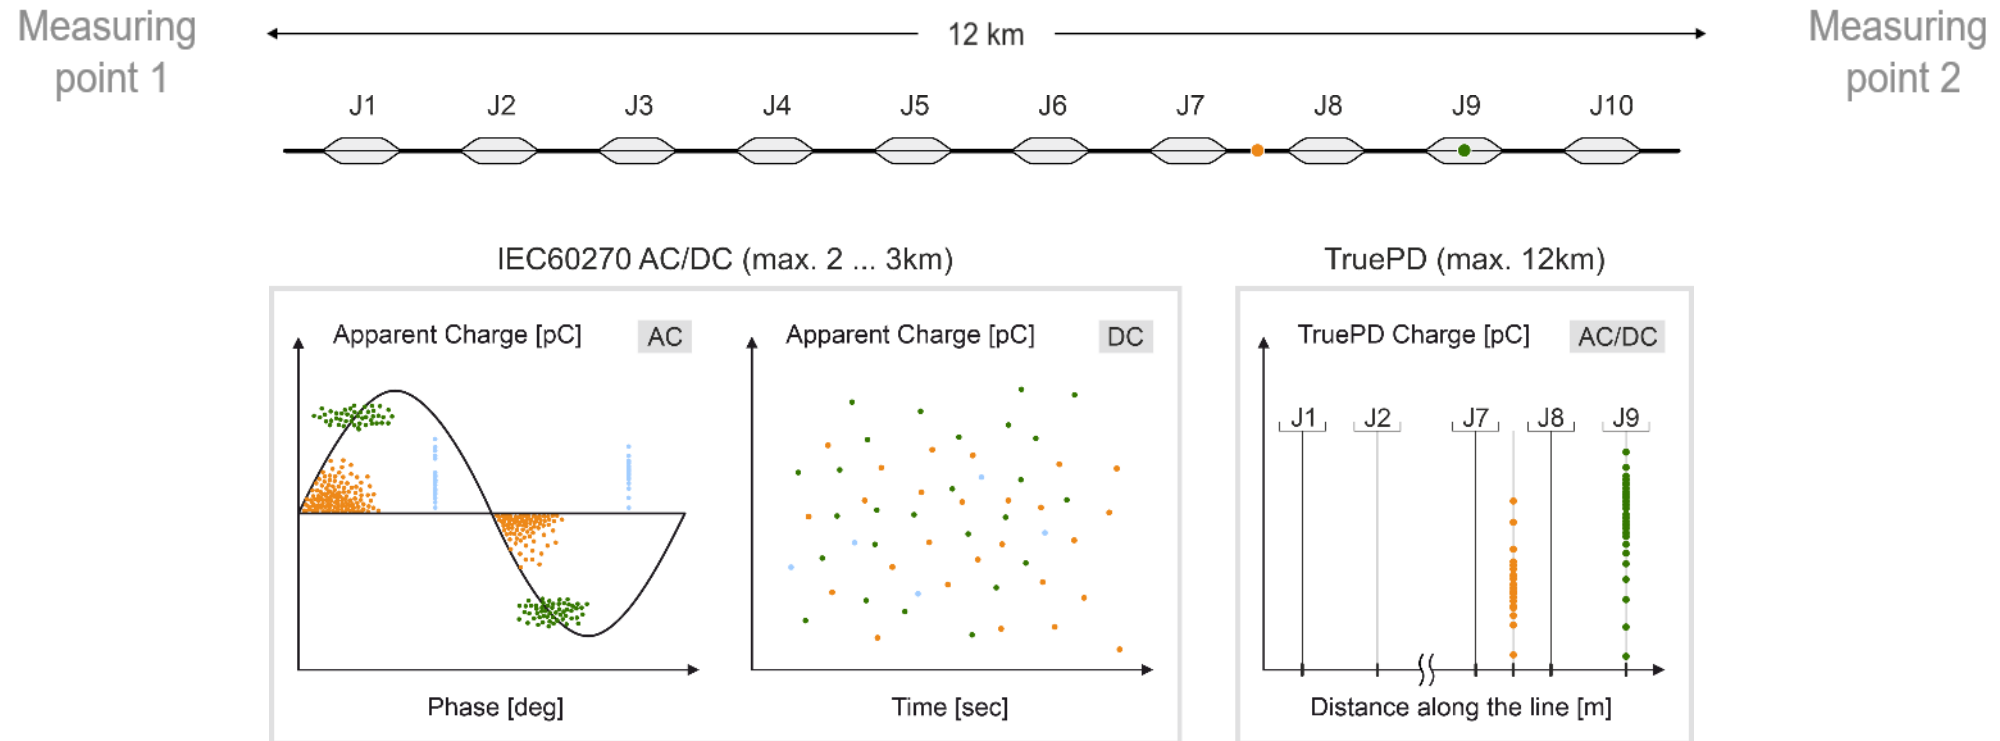 Measuring
point 1
12 km
Measuring
point 2
J1 J2 J3 J4 J5 J6 J7 J8 J9 J10
IEC60270 AC/DC (max. 2 ... 3km)
Apparent Charge [pC] AC
Phase [deg]
Apparent Charge [pC] DC
Time [sec]
TruePD (max. 12km)
TruePD Charge [pC] AC/DC
J1 J2 J7 J8 J9
Distance along the line [m]